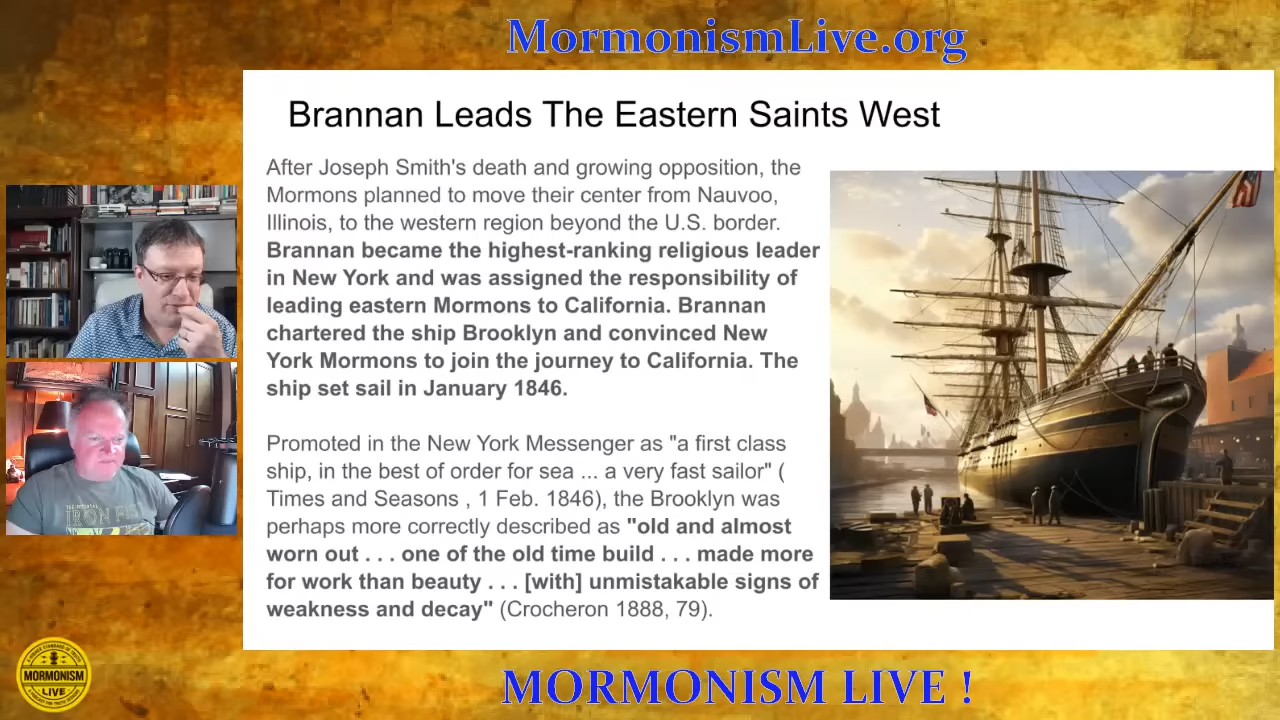 MormonismLive.org
Brannan Leads The Eastern Saints West
After Joseph Smith's death and growing opposition, the
Mormons planned to move their center from Nauvoo,
Illinois, to the western region beyond the U.S. border.
Brannan became the highest-ranking religious leader
in New York and was assigned the responsibility of
leading eastern Mormons to California. Brannan
chartered the ship Brooklyn and convinced New
York Mormons to join the journey to California. The
ship set sail in January 1846.
Promoted in the New York Messenger as "a first class
ship, in the best of order for sea ... a very fast sailor" (
Times and Seasons , 1 Feb. 1846), the Brooklyn was
perhaps more correctly described as "old and almost
worn out . . . one of the old time build . . . made more
for work than beauty . . . [with] unmistakable signs of
weakness and decay" (Crocheron 1888, 79).
IRON FIST
MORMONISM
LIVE
MORMONISM LIVE !